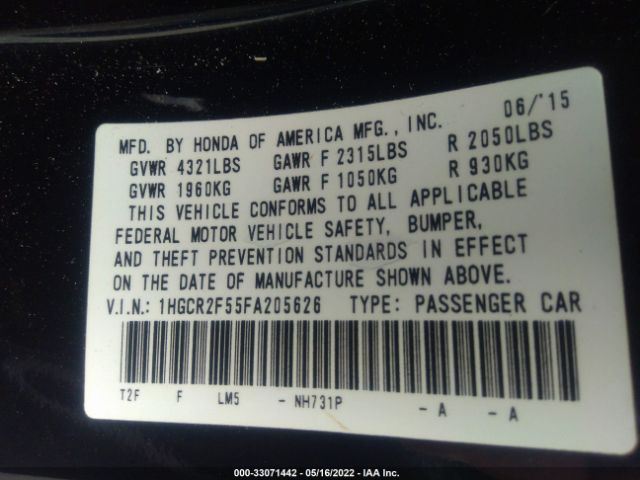 06/'15
MFD. BY HONDA OF AMERICA MFG., INC.
GVWR 4321LBS GAWR F 2315LBS R 2050LBS
GVWR 1960KG GAWR F 1050KG R 930KG
THIS VEHICLE CONFORMS TO ALL APPLICABLE
FEDERAL MOTOR VEHICLE SAFETY, BUMPER,
AND THEFT PREVENTION STANDARDS IN EFFECT
ON THE DATE OF MANUFACTURE SHOWN ABOVE.
V.I.N.: 1HGCR2F55FA205626 TYPE: PASSENGER CAR
T2F F LM5 - NH731P - A - A
000-33071442 - 05/16/2022 - IAA Inc.